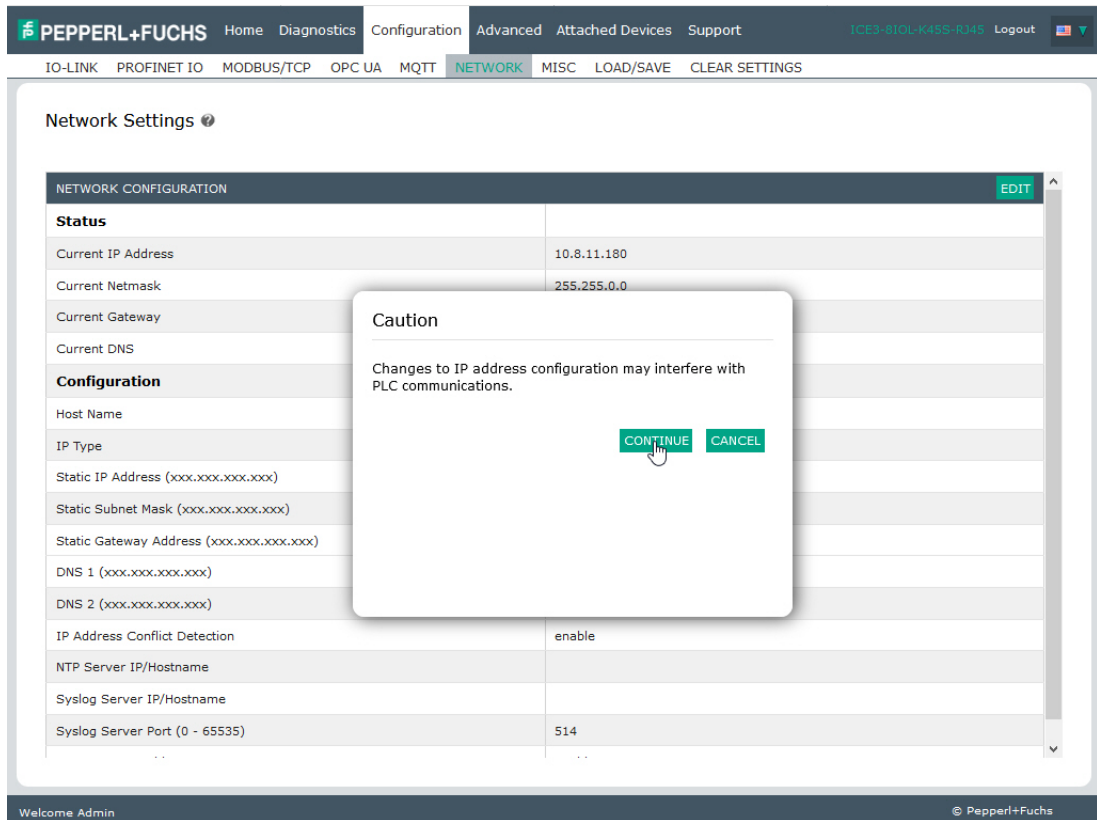 PEPPERL+FUCHS Home Diagnostics Configuration Advanced Attached Devices Support ICE3-8IOL-K45S-RJ45 Logout
IO-LINK PROFINET IO MODBUS/TCP OPC UA MQTT NETWORK MISC LOAD/SAVE CLEAR SETTINGS
Network Settings ?
NETWORK CONFIGURATION EDIT
Status
Current IP Address 10.8.11.180
Current Netmask 255.255.0.0
Current Gateway
Current DNS
Configuration
Host Name
IP Type
Static IP Address (xxx.xxx.xxx.xxx)
Static Subnet Mask (xxx.xxx.xxx.xxx)
Static Gateway Address (xxx.xxx.xxx.xxx)
DNS 1 (xxx.xxx.xxx.xxx)
DNS 2 (xxx.xxx.xxx.xxx)
Caution
Changes to IP address configuration may interfere with
PLC communications.
CONTINUE CANCEL
IP Address Conflict Detection enable
NTP Server IP/Hostname
Syslog Server IP/Hostname
Syslog Server Port (0 - 65535) 514
Welcome Admin © Pepperl+Fuchs